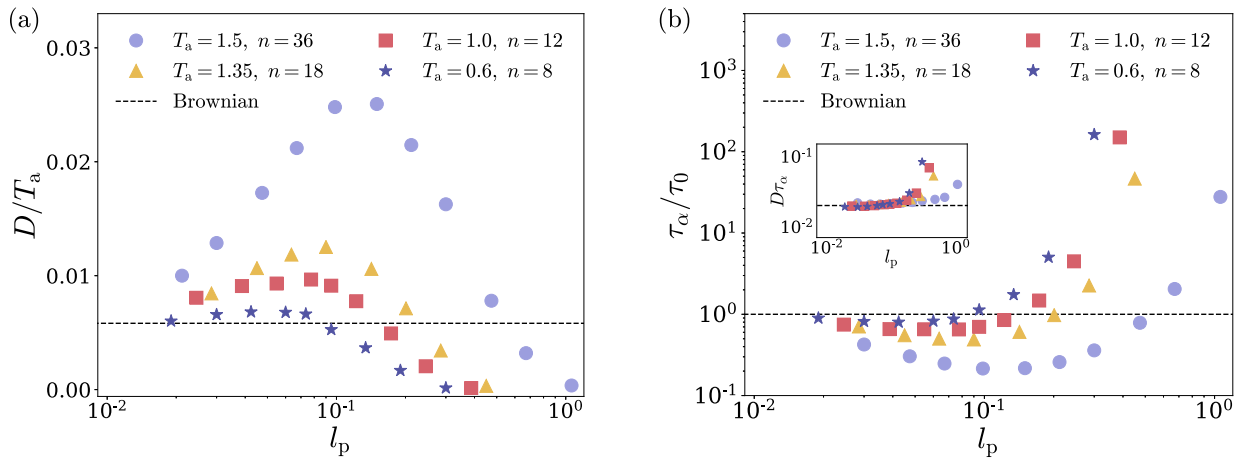 (a)
0.03
0.02
0.01
0.00
D/Tₐ
Tₐ = 1.5, n = 36
Tₐ = 1.0, n = 12
Tₐ = 1.35, n = 18
Tₐ = 0.6, n = 8
Brownian
10⁻² 10⁻¹ 10⁰
lₚ
(b)
10³
10²
10¹
10⁰
10⁻¹
τ_α/τ₀
Tₐ = 1.5, n = 36
Tₐ = 1.0, n = 12
Tₐ = 1.35, n = 18
Tₐ = 0.6, n = 8
Brownian
10⁻¹
10⁻²
Dτ_α
10⁻² 10⁰
lₚ
10⁻² 10⁻¹ 10⁰
lₚ